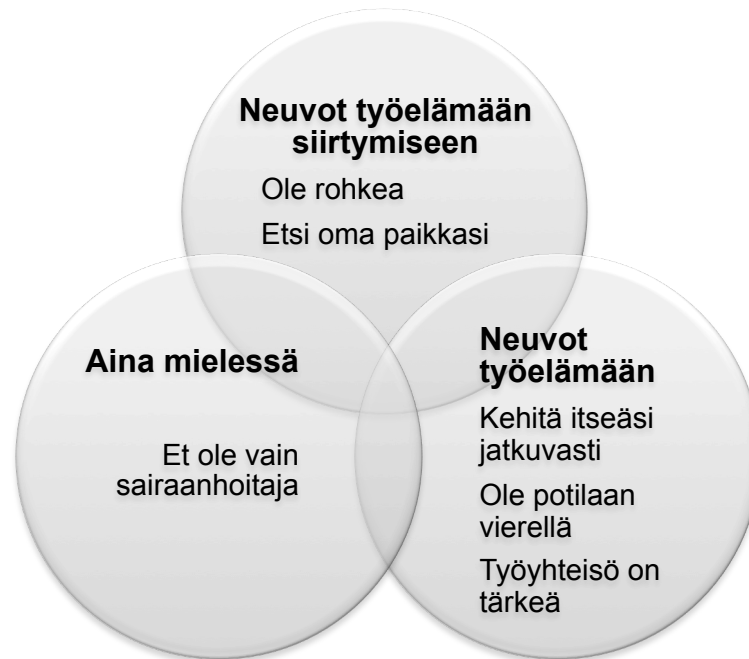 Neuvot työelämään
siirtymiseen
Ole rohkea
Etsi oma paikkasi
Aina mielessä
Et ole vain
sairaanhoitaja
Neuvot
työelämään
Kehitä itseäsi
jatkuvasti
Ole potilaan
vierellä
Työyhteisö on
tärkeä